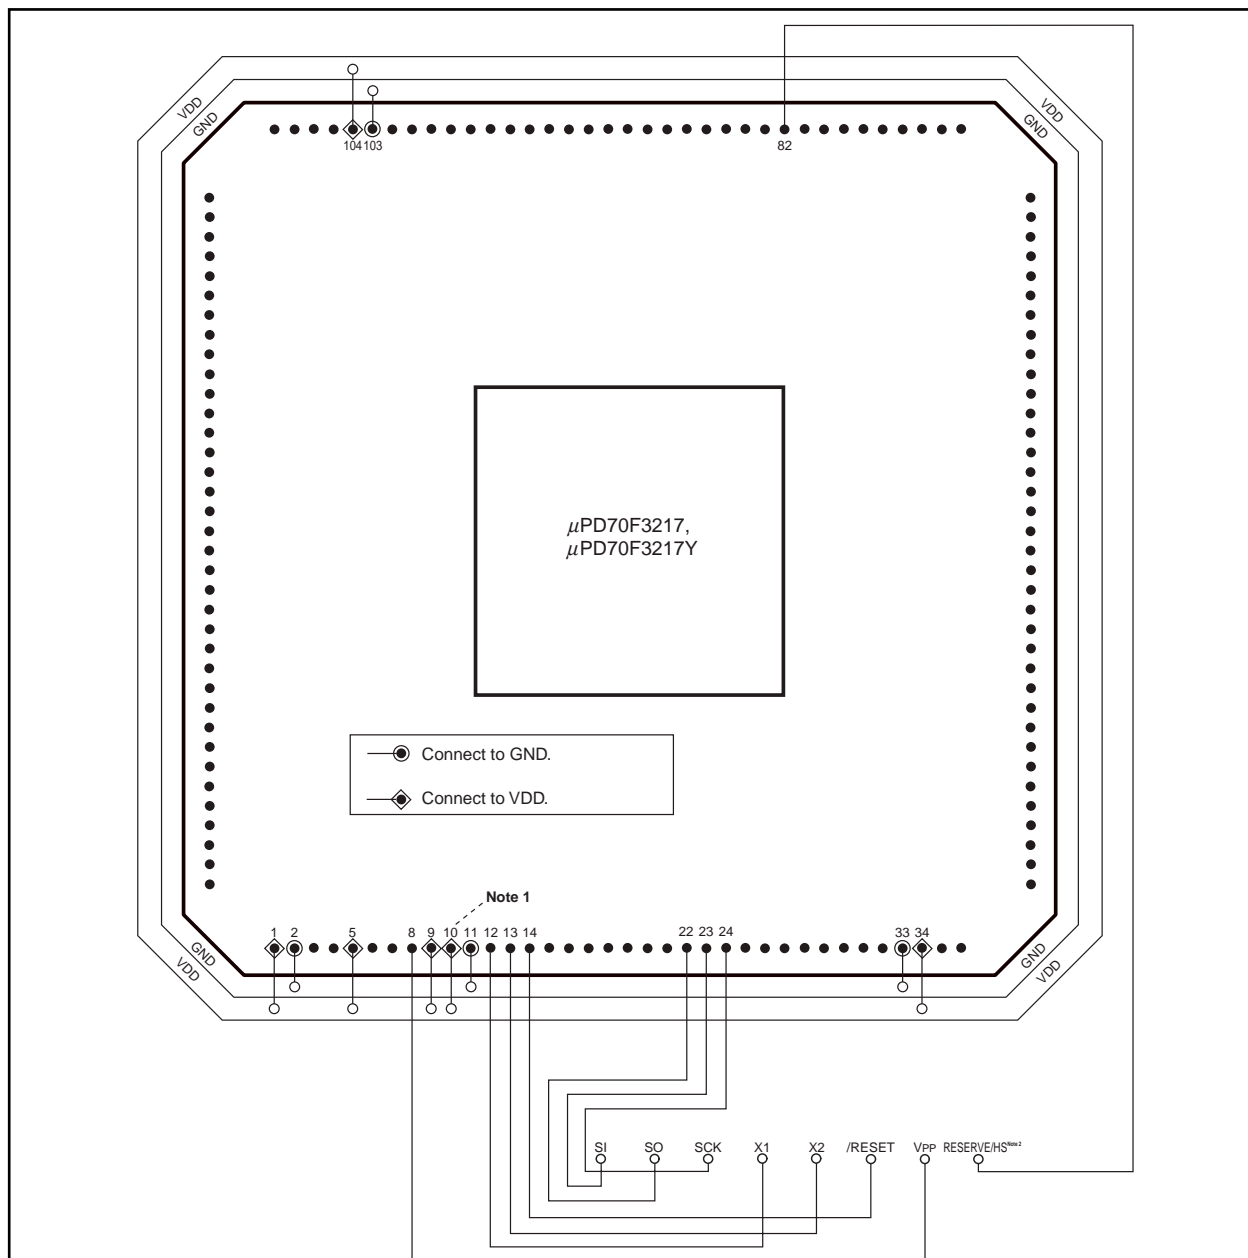 VDD
GND
VDD
GND
104 103
82
μPD70F3217,
μPD70F3217Y
Connect to GND.
Connect to VDD.
Note 1
1 2 5 8 9 10 11 12 13 14 22 23 24 33 34
GND
VDD
GND
VDD
SI SO SCK X1 X2 /RESET VPP RESERVE/HS Note 2